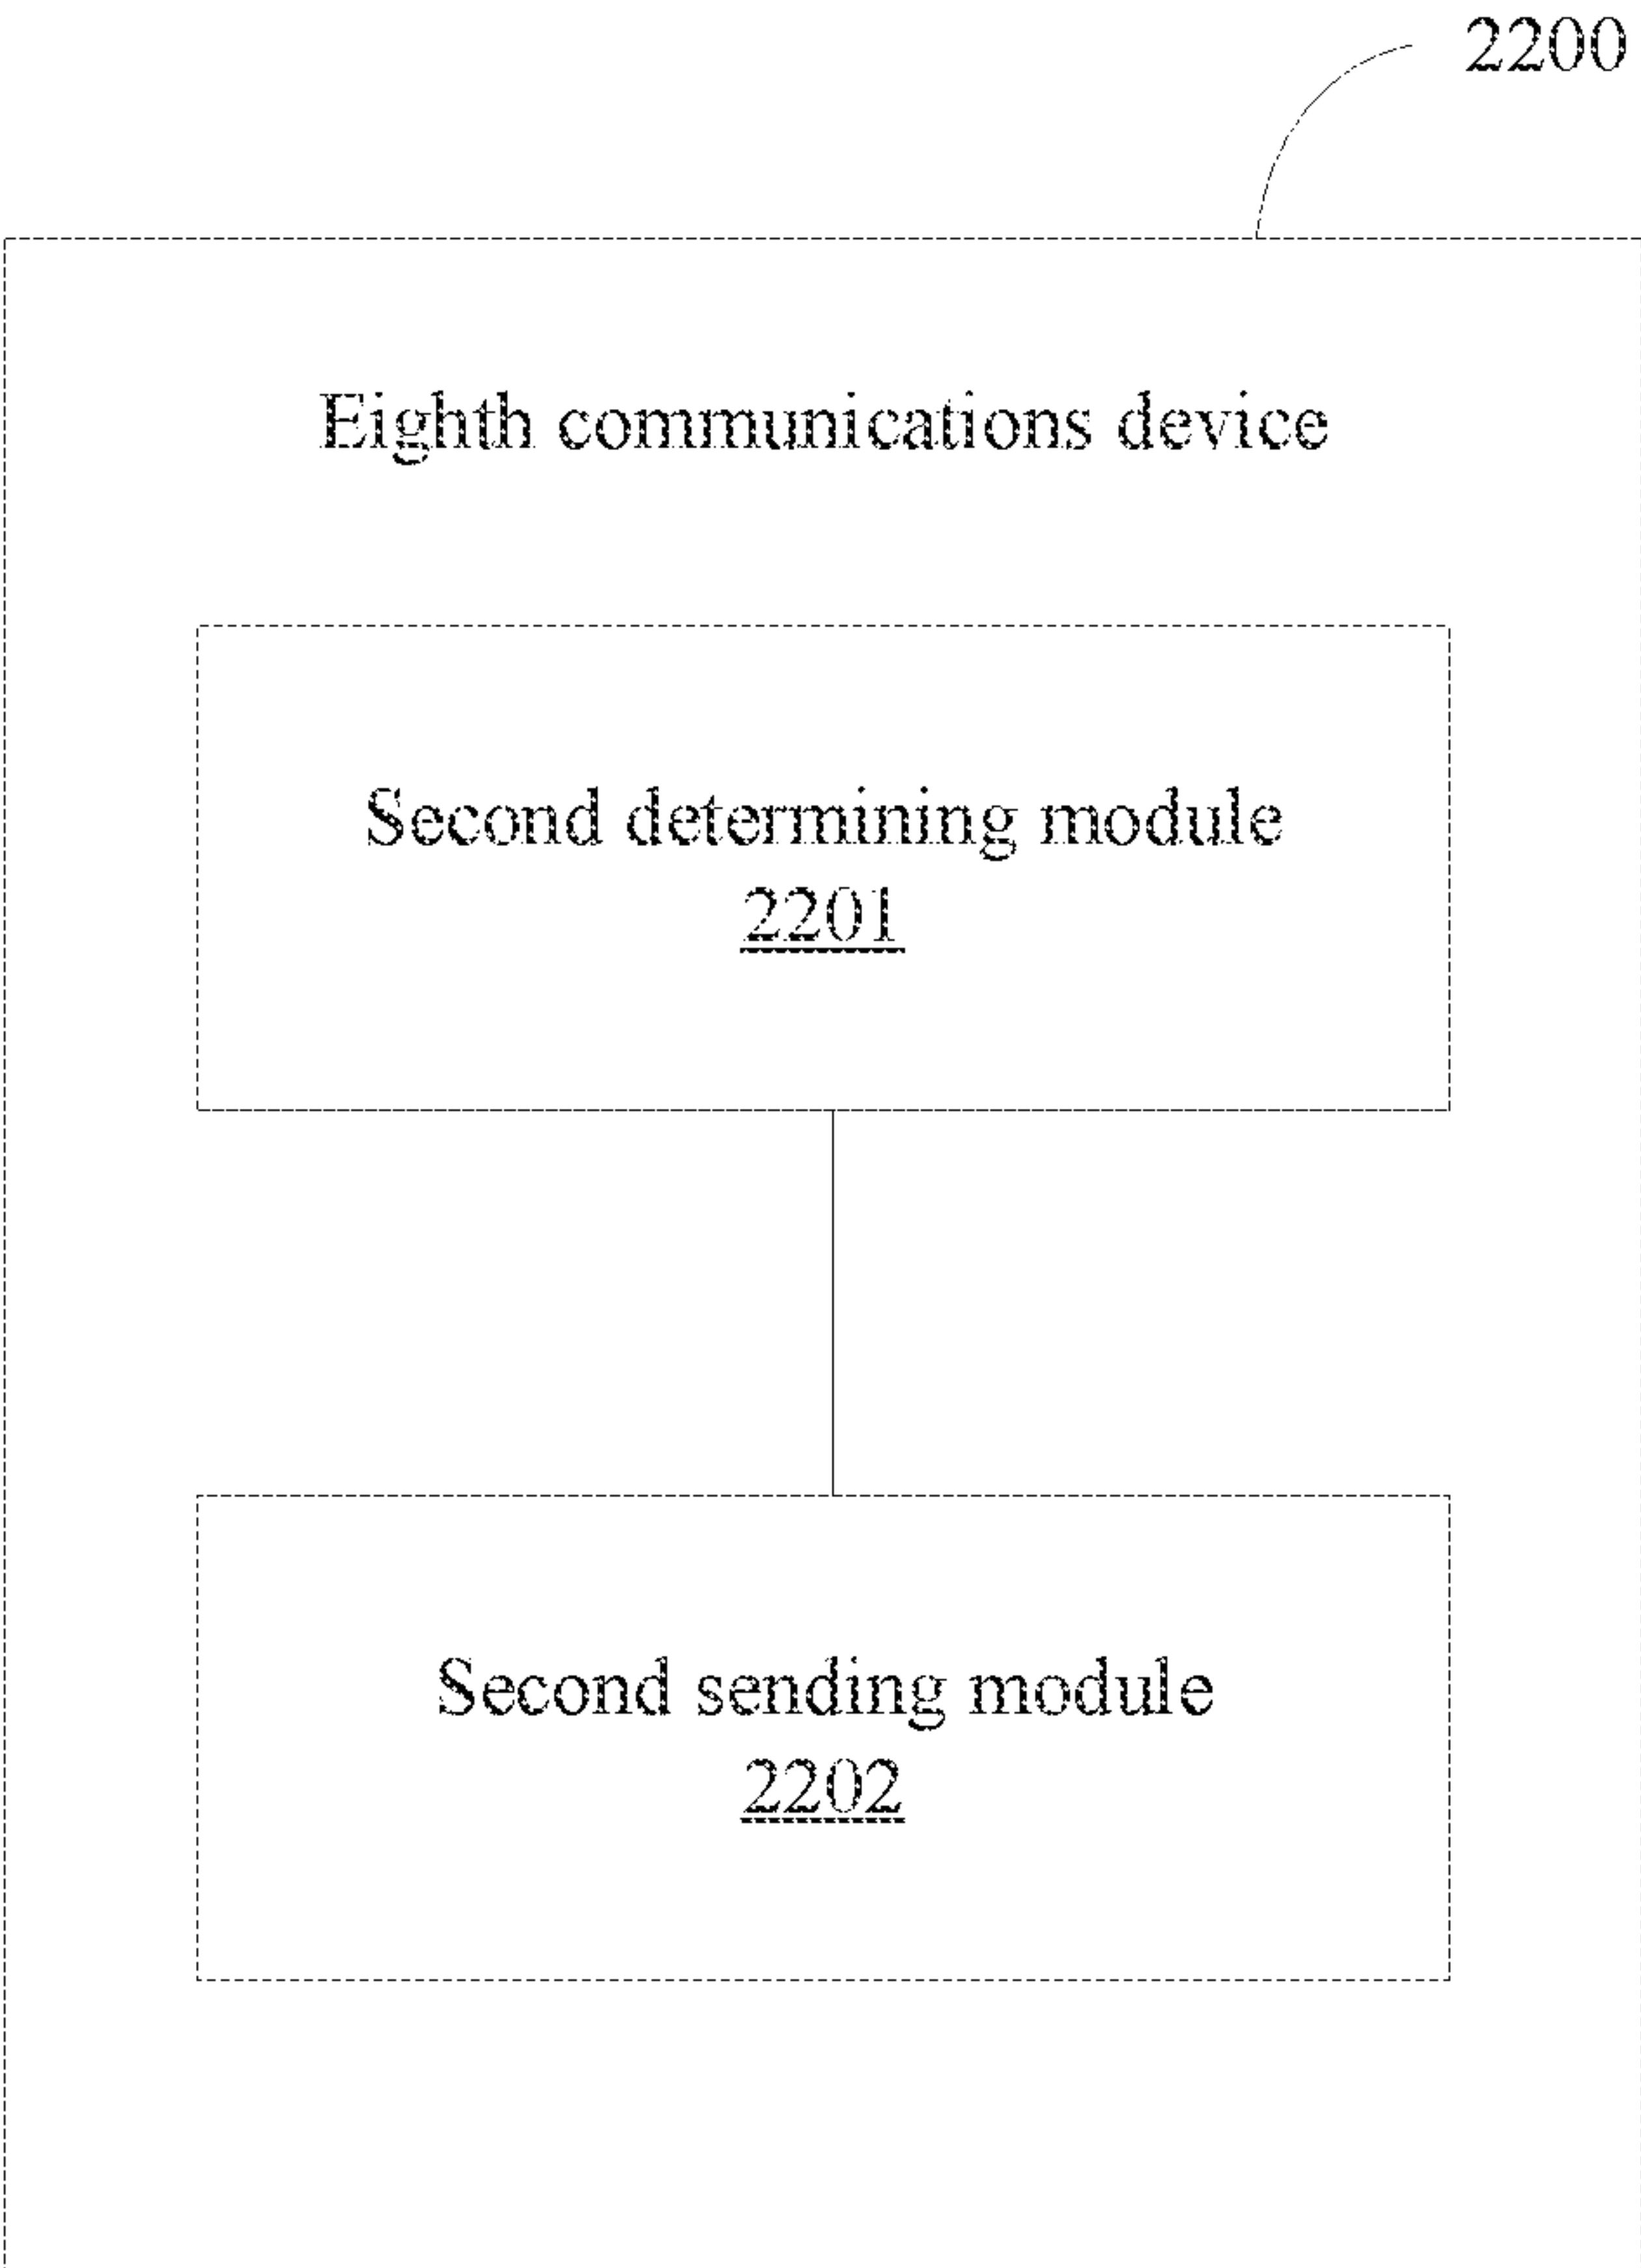 2200
Eighth communications device
Second determining module
2201
Second sending module
2202